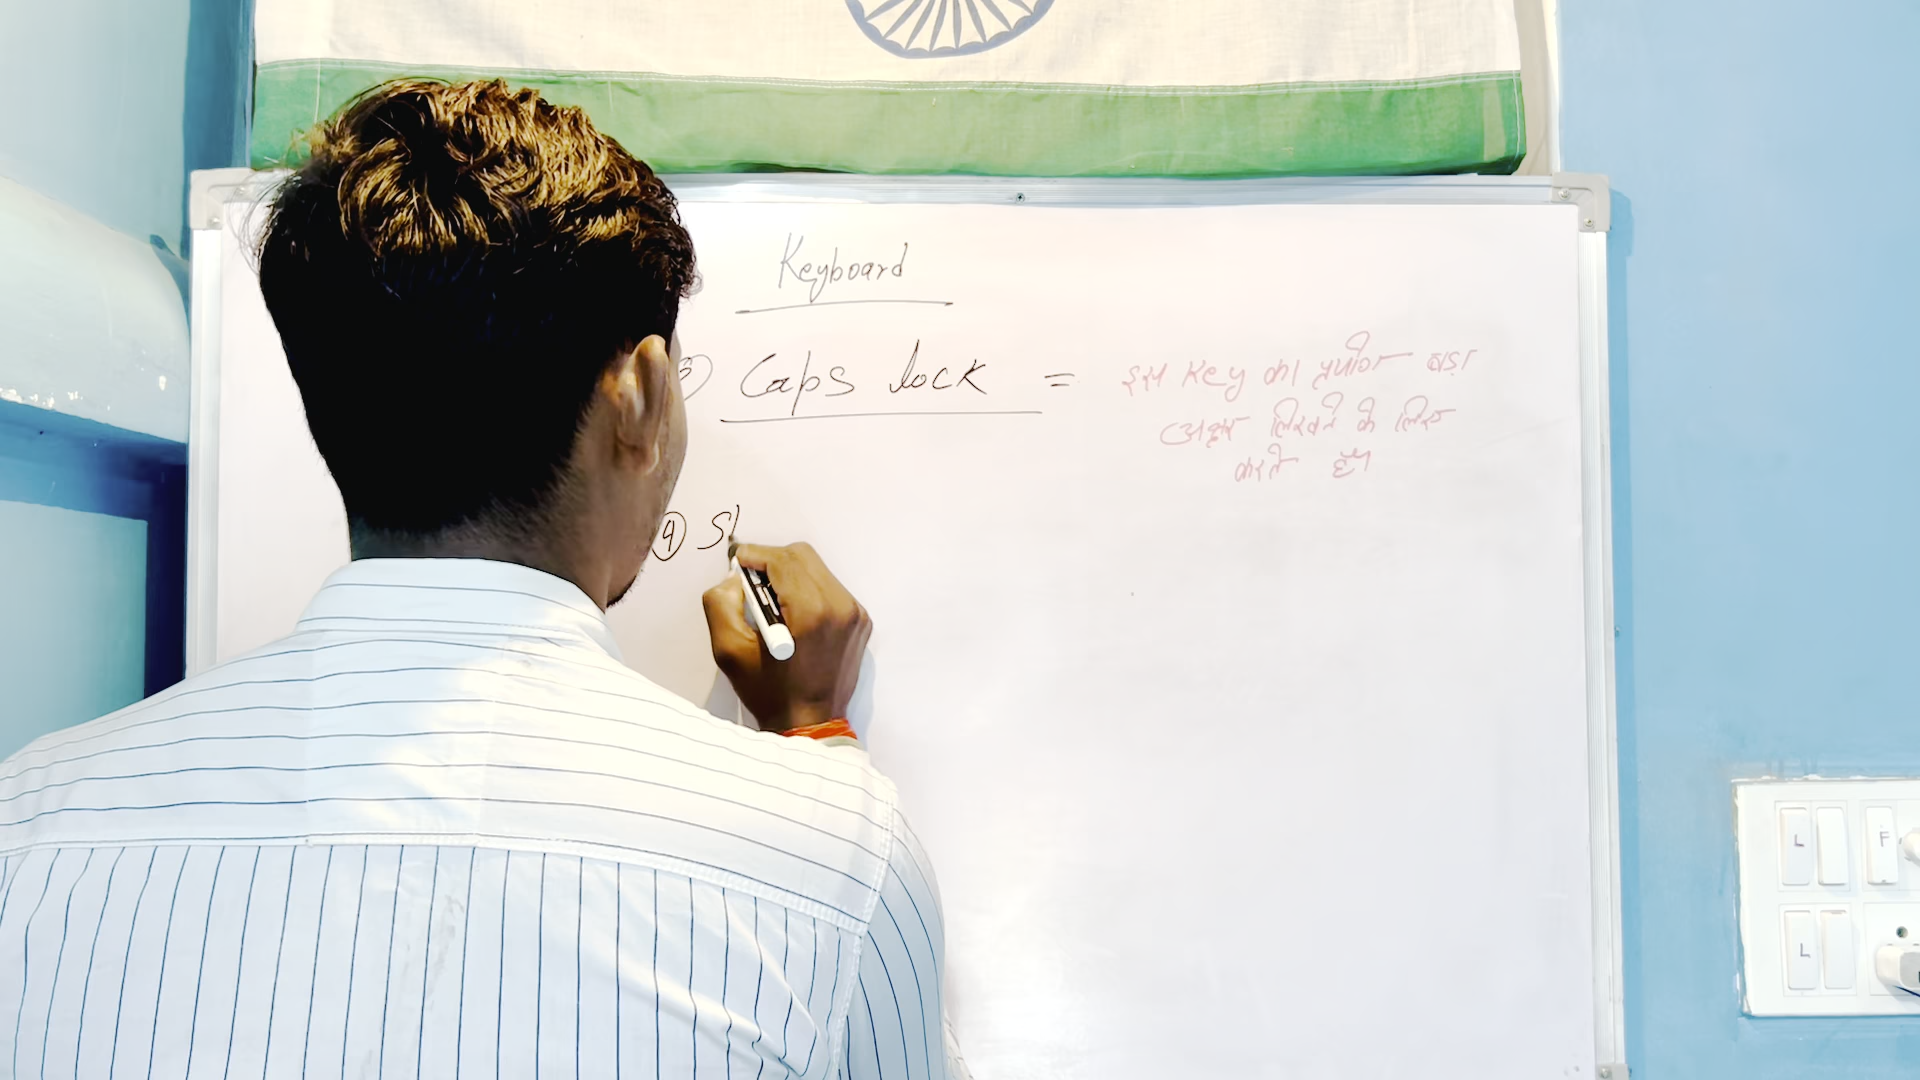 Keyboard
③ Caps lock = इस Key का प्रयोग बड़ा
अक्षर लिखने के लिए
करते हैं।
④ S
L F
L